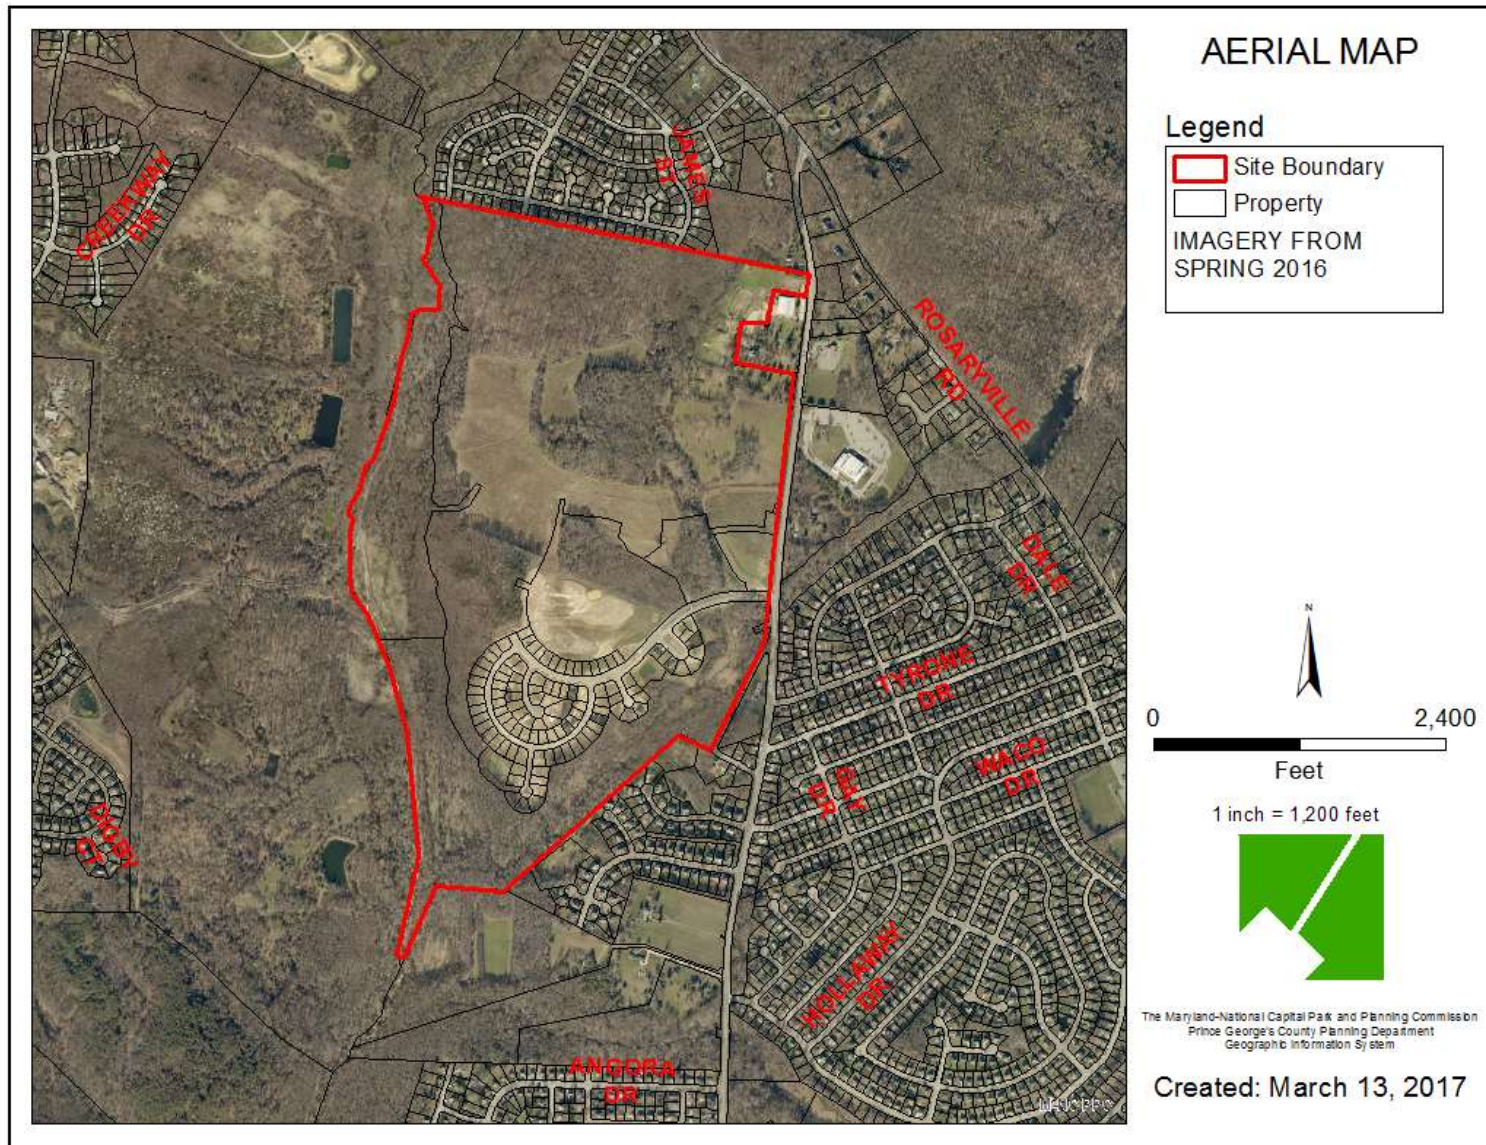 AERIAL MAP
Legend
Site Boundary
Property
IMAGERY FROM
SPRING 2016
JAMES
ST
CREEKWAY
DR
ROSARYVILLE
RD
DALE
DR
TYRONE
DR
WACO
DR
GAY
DR
DIGBY
CT
HOLLAWAY
DR
ANGORA
DR
N
0 2,400
Feet
1 inch = 1,200 feet
The Maryland-National Capital Park and Planning Commission
Prince George's County Planning Department
Geographic Information System
Created: March 13, 2017